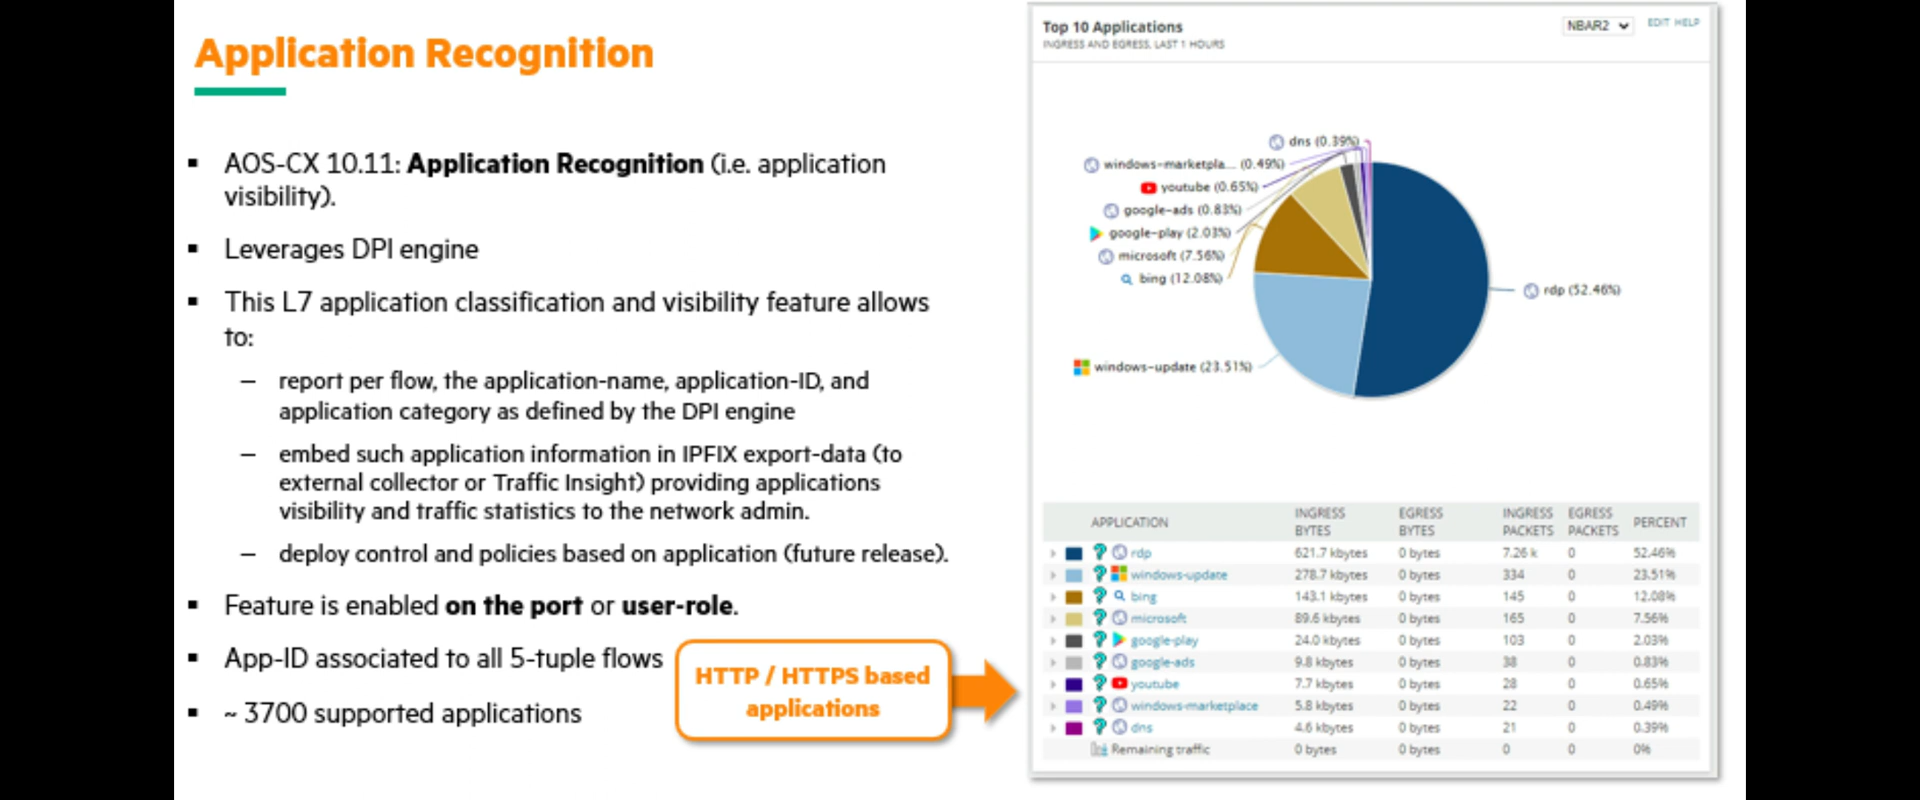 Application Recognition
▪ AOS-CX 10.11: Application Recognition (i.e. application
visibility).
▪ Leverages DPI engine
▪ This L7 application classification and visibility feature allows
to:
– report per flow, the application-name, application-ID, and
application category as defined by the DPI engine
– embed such application information in IPFIX export-data (to
external collector or Traffic Insight) providing applications
visibility and traffic statistics to the network admin.
– deploy control and policies based on application (future release).
▪ Feature is enabled on the port or user-role.
▪ App-ID associated to all 5-tuple flows
▪ ~ 3700 supported applications
HTTP / HTTPS based
applications
Top 10 Applications
INGRESS AND EGRESS, LAST 1 HOURS
NBAR2
EDIT HELP
dns (0.39%)
windows-marketpla... (0.49%)
youtube (0.65%)
google-ads (0.83%)
google-play (2.03%)
microsoft (7.56%)
bing (12.08%)
rdp (52.46%)
windows-update (23.51%)
APPLICATION INGRESS BYTES EGRESS BYTES INGRESS PACKETS EGRESS PACKETS PERCENT
rdp 621.7 kbytes 0 bytes 7.26 k 0 52.46%
windows-update 278.7 kbytes 0 bytes 334 0 23.51%
bing 143.1 kbytes 0 bytes 145 0 12.08%
microsoft 89.6 kbytes 0 bytes 165 0 7.56%
google-play 24.0 kbytes 0 bytes 103 0 2.03%
google-ads 9.8 kbytes 0 bytes 38 0 0.83%
youtube 7.7 kbytes 0 bytes 28 0 0.65%
windows-marketplace 5.8 kbytes 0 bytes 22 0 0.49%
dns 4.6 kbytes 0 bytes 21 0 0.39%
Remaining traffic 0 bytes 0 bytes 0 0 0%